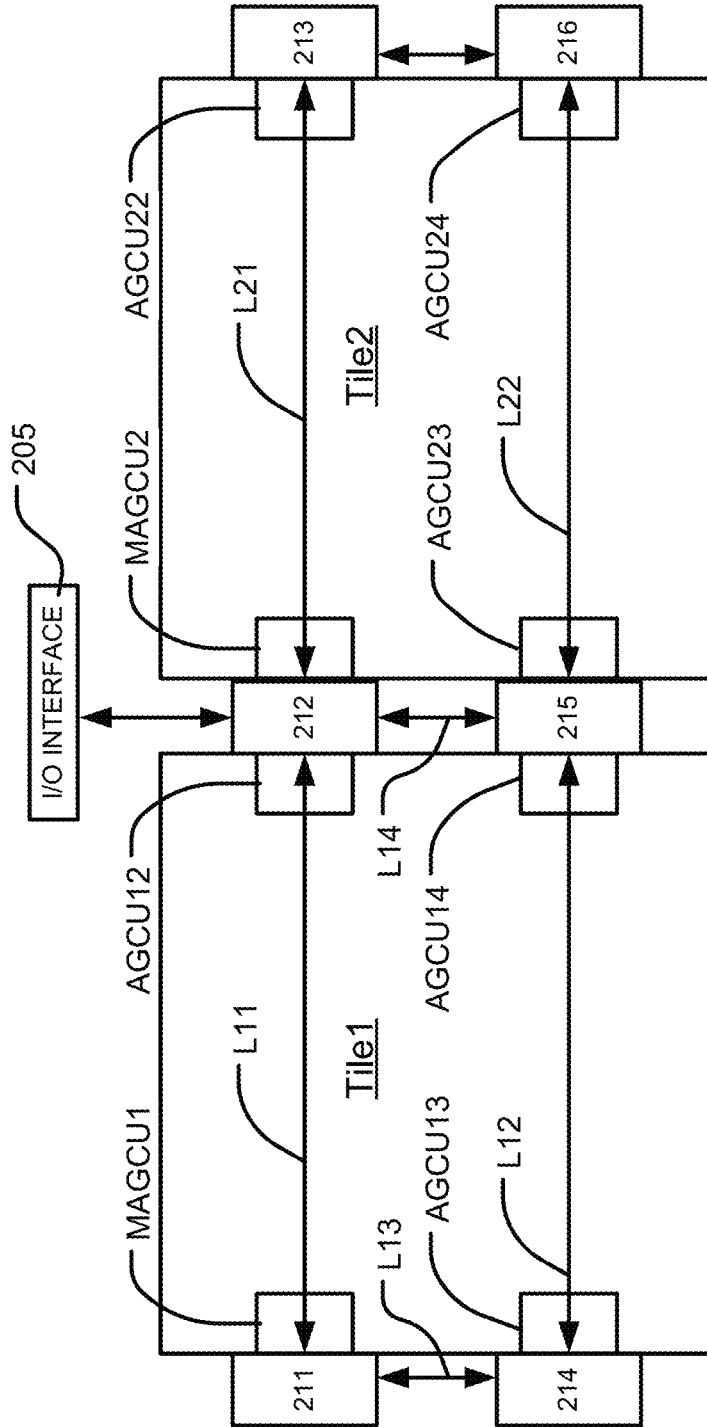 205
I/O INTERFACE
MAGCU1
AGCU12
MAGCU2
AGCU22
211
L11
212
L21
213
Tile1
Tile2
L13
L14
AGCU13
AGCU14
AGCU23
AGCU24
L12
L22
214
215
216